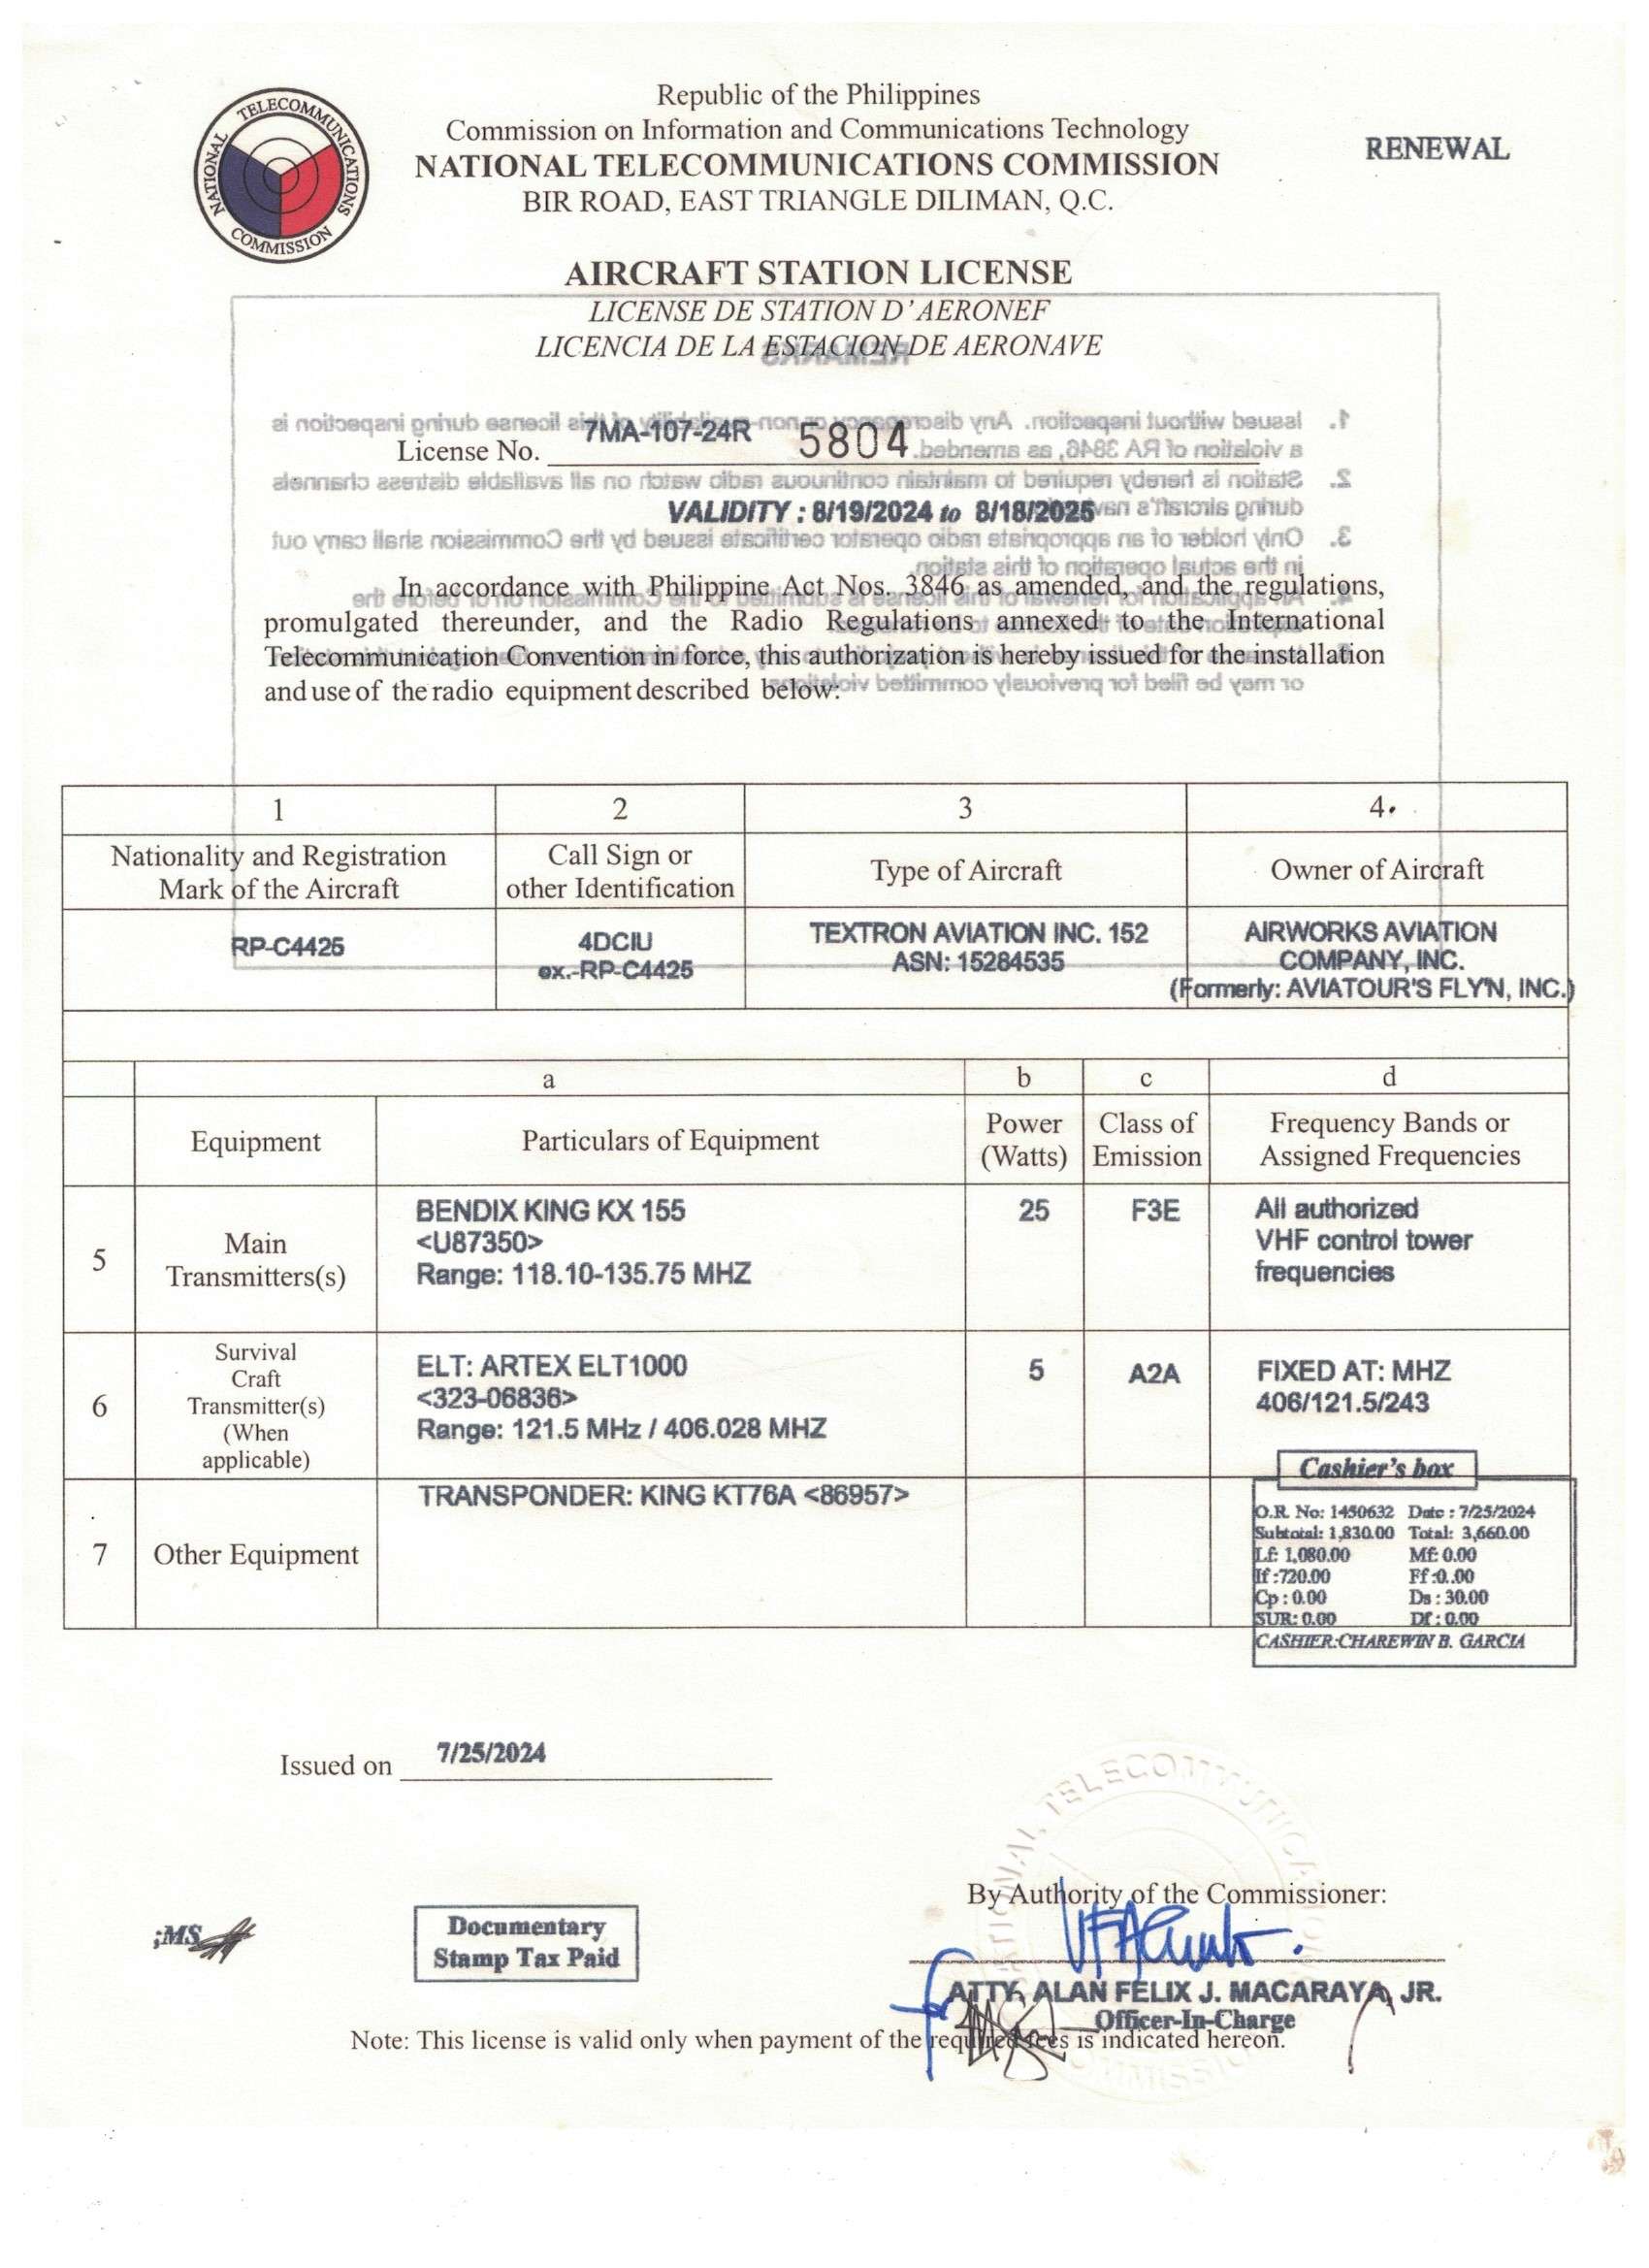 NATIONAL TELECOMMUNICATIONS COMMISSION
Republic of the Philippines
Commission on Information and Communications Technology
NATIONAL TELECOMMUNICATIONS COMMISSION
BIR ROAD, EAST TRIANGLE DILIMAN, Q.C.
RENEWAL
AIRCRAFT STATION LICENSE
LICENSE DE STATION D'AERONEF
LICENCIA DE LA ESTACION DE AERONAVE
REMARKS
License No. 7MA-107-24R 5804
VALIDITY : 8/19/2024 to 8/18/2025
In accordance with Philippine Act Nos. 3846 as amended, and the regulations,
promulgated thereunder, and the Radio Regulations annexed to the International
Telecommunication Convention in force, this authorization is hereby issued for the installation
and use of the radio equipment described below:
1 2 3 4
Nationality and Registration
Mark of the Aircraft
Call Sign or
other Identification
Type of Aircraft
Owner of Aircraft
RP-C4425
4DCIU
ex.-RP-C4425
TEXTRON AVIATION INC. 152
ASN: 15284535
AIRWORKS AVIATION
COMPANY, INC.
(Formerly: AVIATOUR'S FLY'N, INC.)
a b c d
Equipment
Particulars of Equipment
Power
(Watts)
Class of
Emission
Frequency Bands or
Assigned Frequencies
5
Main
Transmitters(s)
BENDIX KING KX 155
<U87350>
Range: 118.10-135.75 MHZ
25
F3E
All authorized
VHF control tower
frequencies
6
Survival
Craft
Transmitter(s)
(When
applicable)
ELT: ARTEX ELT1000
<323-06836>
Range: 121.5 MHz / 406.028 MHZ
5
A2A
FIXED AT: MHZ
406/121.5/243
7
Other Equipment
TRANSPONDER: KING KT76A <86957>
Cashier's box
O.R. No: 1450632 Date : 7/25/2024
Subtotal: 1,830.00 Total: 3,660.00
Lf: 1,080.00 Mf: 0.00
If :720.00 Ff :0..00
Cp : 0.00 Ds : 30.00
SUR: 0.00 Df : 0.00
CASHIER:CHAREWIN B. GARCIA
Issued on 7/25/2024
By Authority of the Commissioner:
;MS
Documentary
Stamp Tax Paid
ATTY. ALAN FELIX J. MACARAYA, JR.
Officer-In-Charge
Note: This license is valid only when payment of the required fees is indicated hereon.